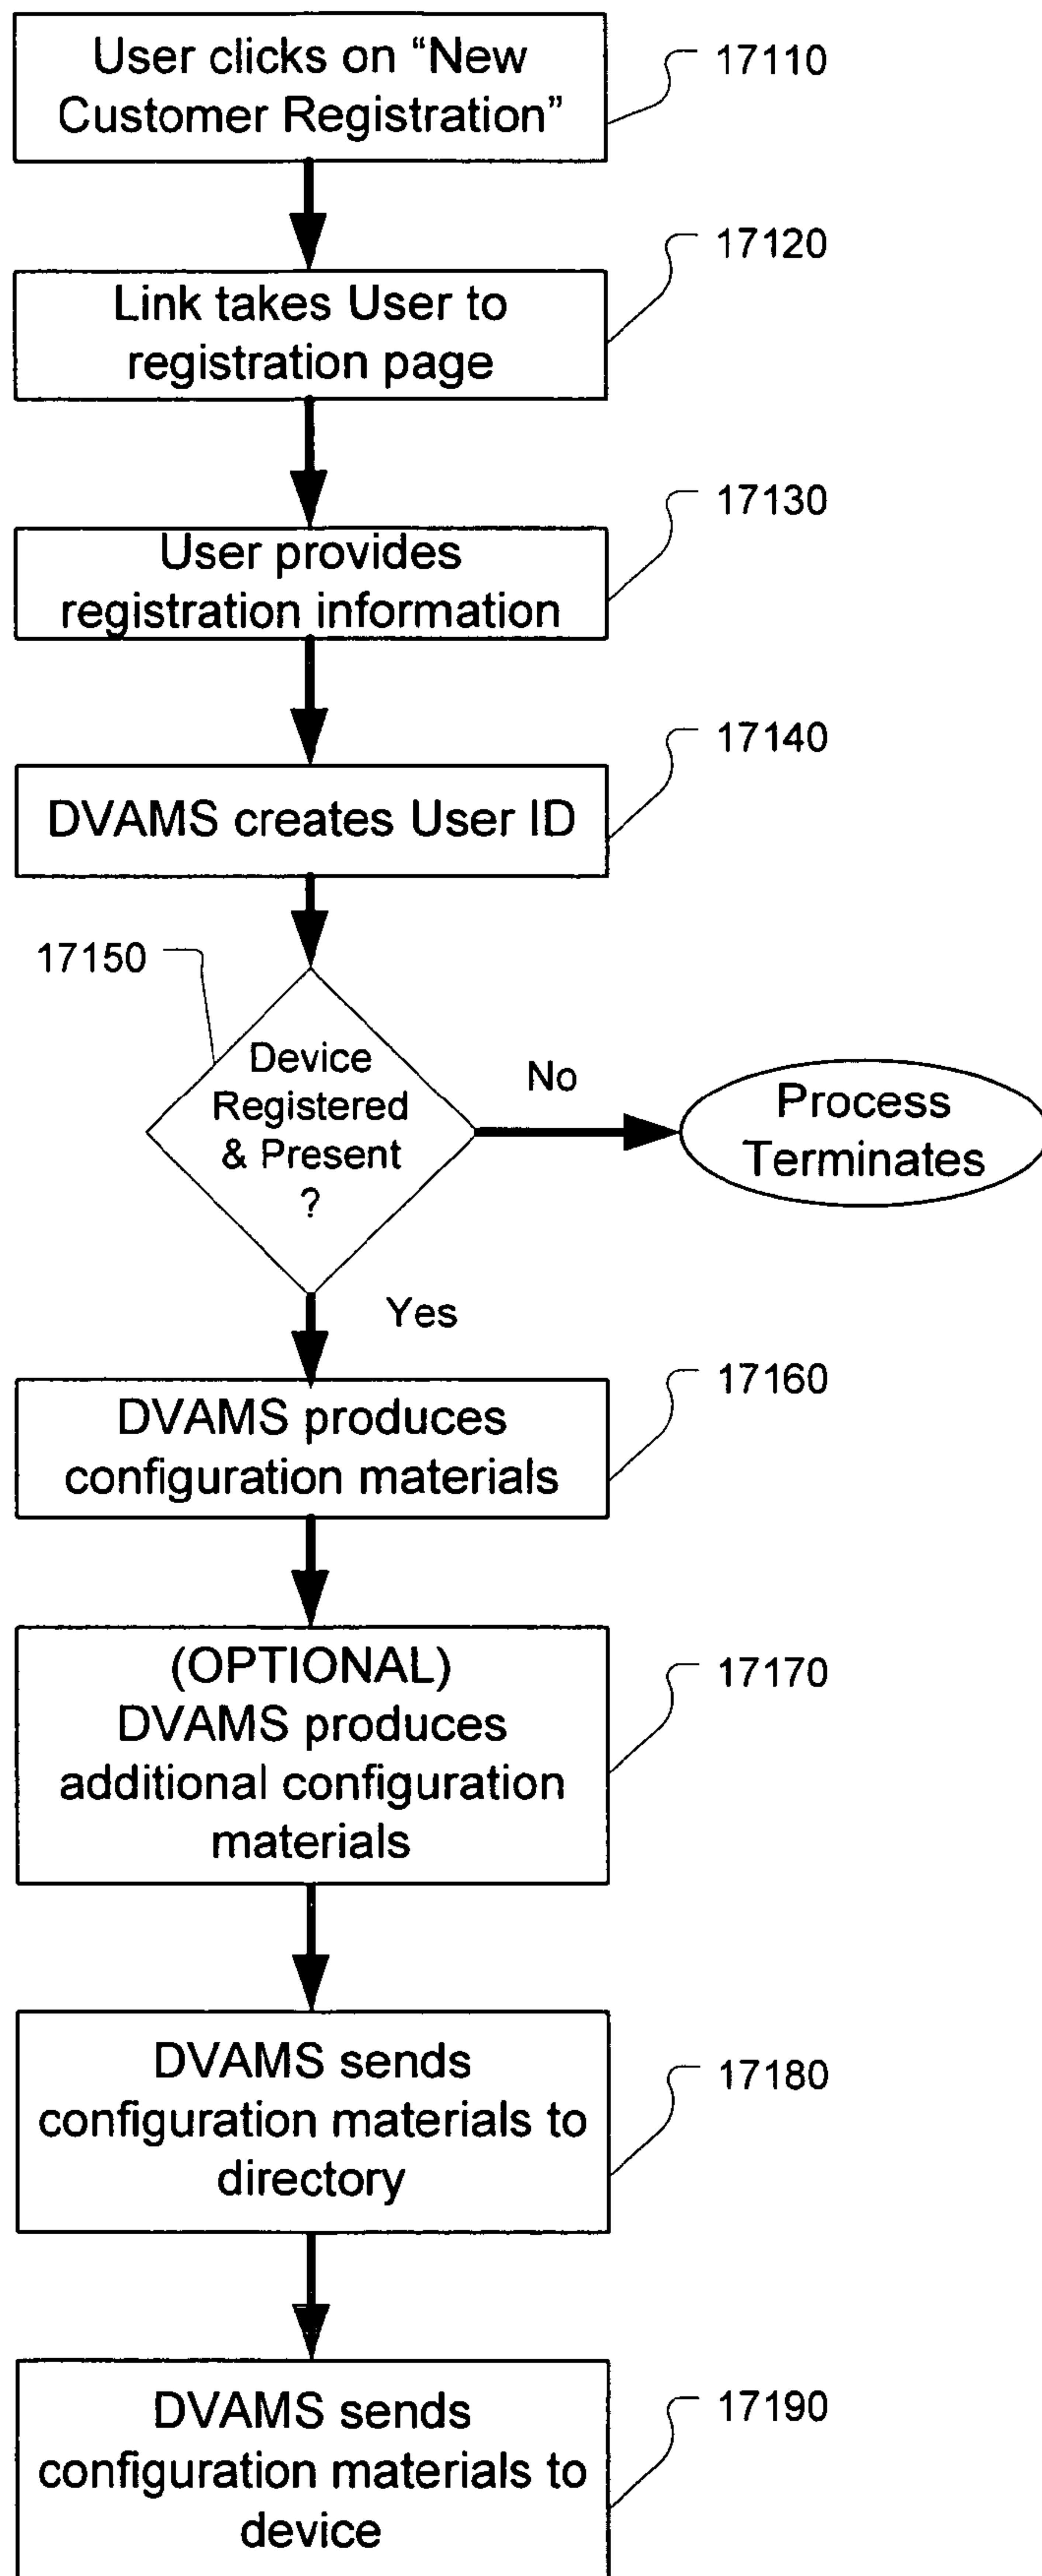 User clicks on “New
Customer Registration”
17110
Link takes User to
registration page
17120
User provides
registration information
17130
DVAMS creates User ID
17140
17150
Device
Registered
& Present
?
No
Process
Terminates
Yes
DVAMS produces
configuration materials
17160
(OPTIONAL)
DVAMS produces
additional configuration
materials
17170
DVAMS sends
configuration materials to
directory
17180
DVAMS sends
configuration materials to
device
17190